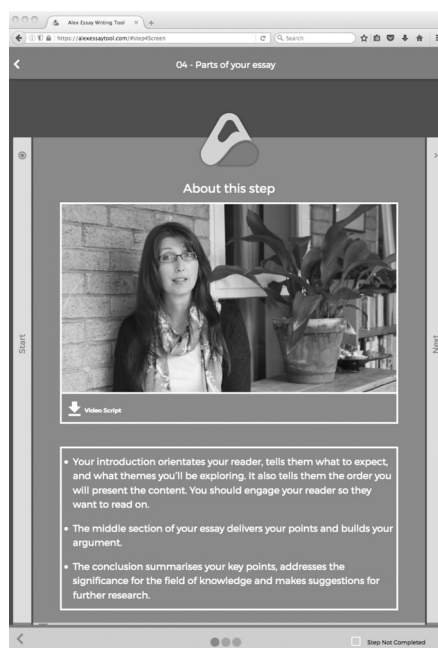 Alex Essay Writing Tool
https://alexessaytool.com/#step4Screen
Search
04 - Parts of your essay
About this step
Start
Next
Video Script
• Your introduction orientates your reader, tells them what to expect,
and what themes you'll be exploring. It also tells them the order you
will present the content. You should engage your reader so they
want to read on.
• The middle section of your essay delivers your points and builds your
argument.
• The conclusion summarises your key points, addresses the
significance for the field of knowledge and makes suggestions for
further research.
Step Not Completed